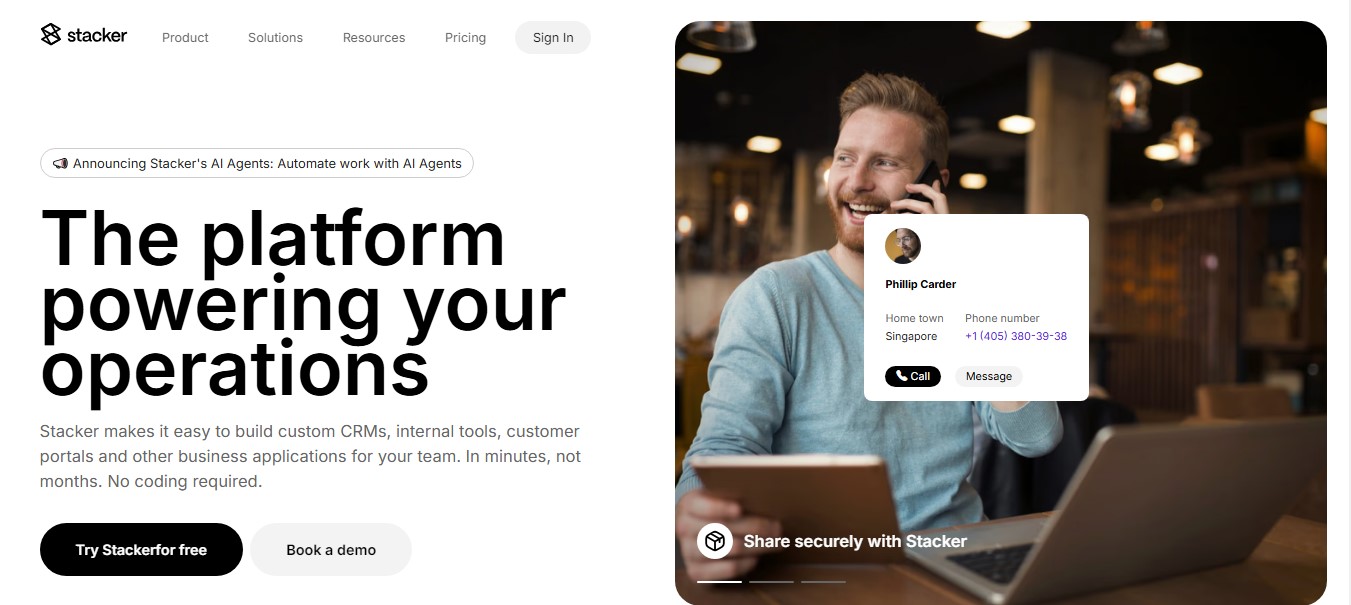 stacker
Product
Solutions
Resources
Pricing
Sign In
Announcing Stacker's AI Agents: Automate work with AI Agents
The platform
powering your
operations
Stacker makes it easy to build custom CRMs, internal tools, customer
portals and other business applications for your team. In minutes, not
months. No coding required.
Try Stackerfor free
Book a demo
Phillip Carder
Home town
Phone number
Singapore
+1 (405) 380-39-38
Call
Message
Share securely with Stacker